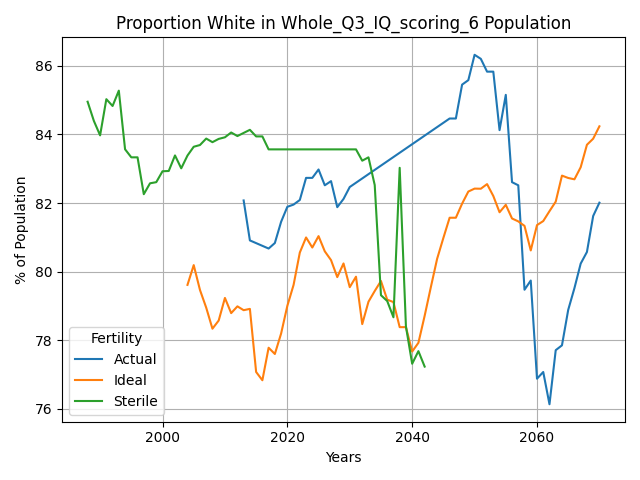 Proportion White in Whole_Q3_IQ_scoring_6 Population
% of Population
86
84
82
80
78
76
Fertility
Actual
Ideal
Sterile
2000
2020
2040
2060
Years